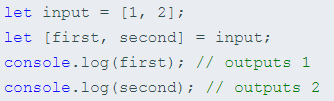 let input = [1, 2];
let [first, second] = input;
console.log(first); // outputs 1
console.log(second); // outputs 2